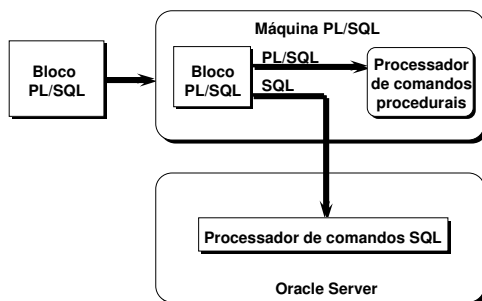 Máquina PL/SQL
Bloco
PL/SQL
Bloco
PL/SQL
PL/SQL
SQL
Processador
de comandos
procedurais
Processador de comandos SQL
Oracle Server